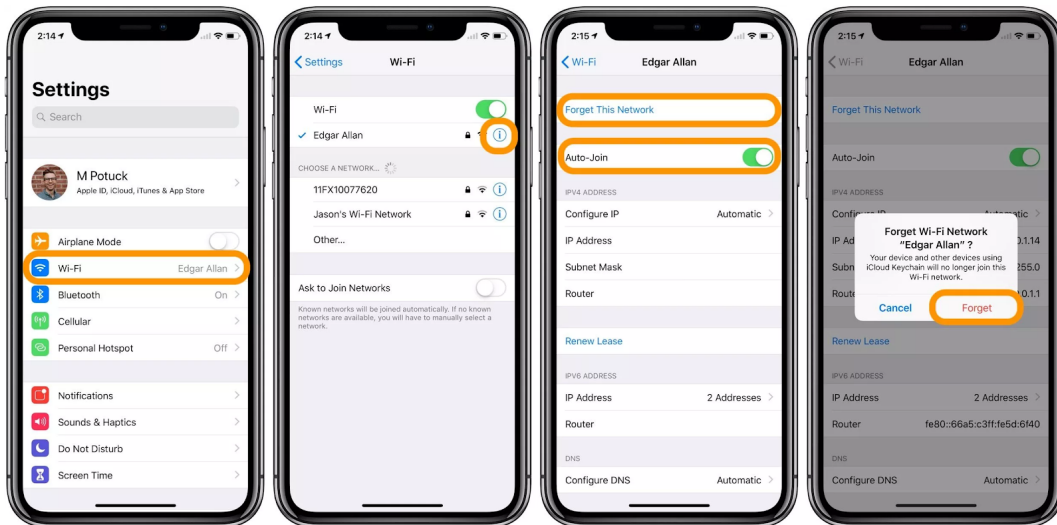 2:14
Settings
Search
M Potuck
Apple ID, iCloud, iTunes & App Store
Airplane Mode
Wi-Fi Edgar Allan
Bluetooth On
Cellular
Personal Hotspot Off
Notifications
Sounds & Haptics
Do Not Disturb
Screen Time
2:14
Settings Wi-Fi
Wi-Fi
Edgar Allan
CHOOSE A NETWORK...
11FX10077620
Jason's Wi-Fi Network
Other...
Ask to Join Networks
Known networks will be joined automatically. If no known
networks are available, you will have to manually select a
network.
2:15
Wi-Fi Edgar Allan
Forget This Network
Auto-Join
IPV4 ADDRESS
Configure IP Automatic
IP Address
Subnet Mask
Router
Renew Lease
IPV6 ADDRESS
IP Address 2 Addresses
Router
DNS
Configure DNS Automatic
2:15
Wi-Fi Edgar Allan
Forget This Network
Auto-Join
IPV4 ADDRESS
Forget Wi-Fi Network
“Edgar Allan” ?
Your device and other devices using
iCloud Keychain will no longer join this
Wi-Fi network.
Cancel Forget
Renew Lease
IPV6 ADDRESS
IP Address 2 Addresses
Router fe80::66a5:c3ff:fe5d:6f40
DNS
Configure DNS Automatic